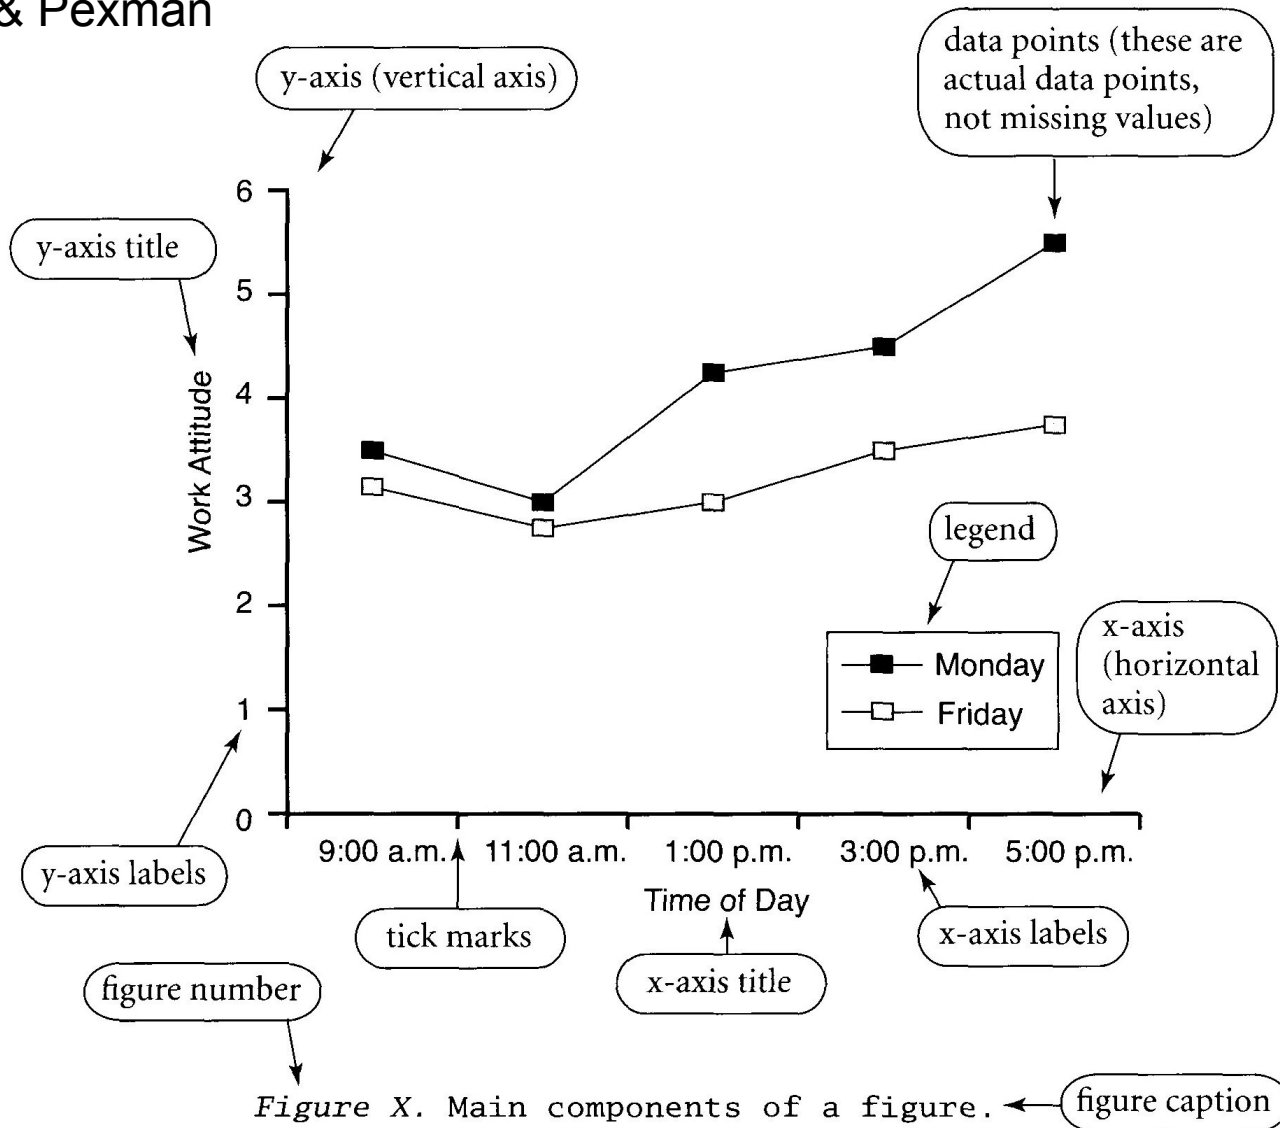 & Pexman
y-axis (vertical axis)
data points (these are
actual data points,
not missing values)
y-axis title
6
5
4
3
2
1
0
Work Attitude
legend
Monday
Friday
x-axis
(horizontal
axis)
9:00 a.m. 11:00 a.m. 1:00 p.m. 3:00 p.m. 5:00 p.m.
Time of Day
y-axis labels
tick marks
x-axis title
x-axis labels
figure number
Figure X. Main components of a figure.
figure caption